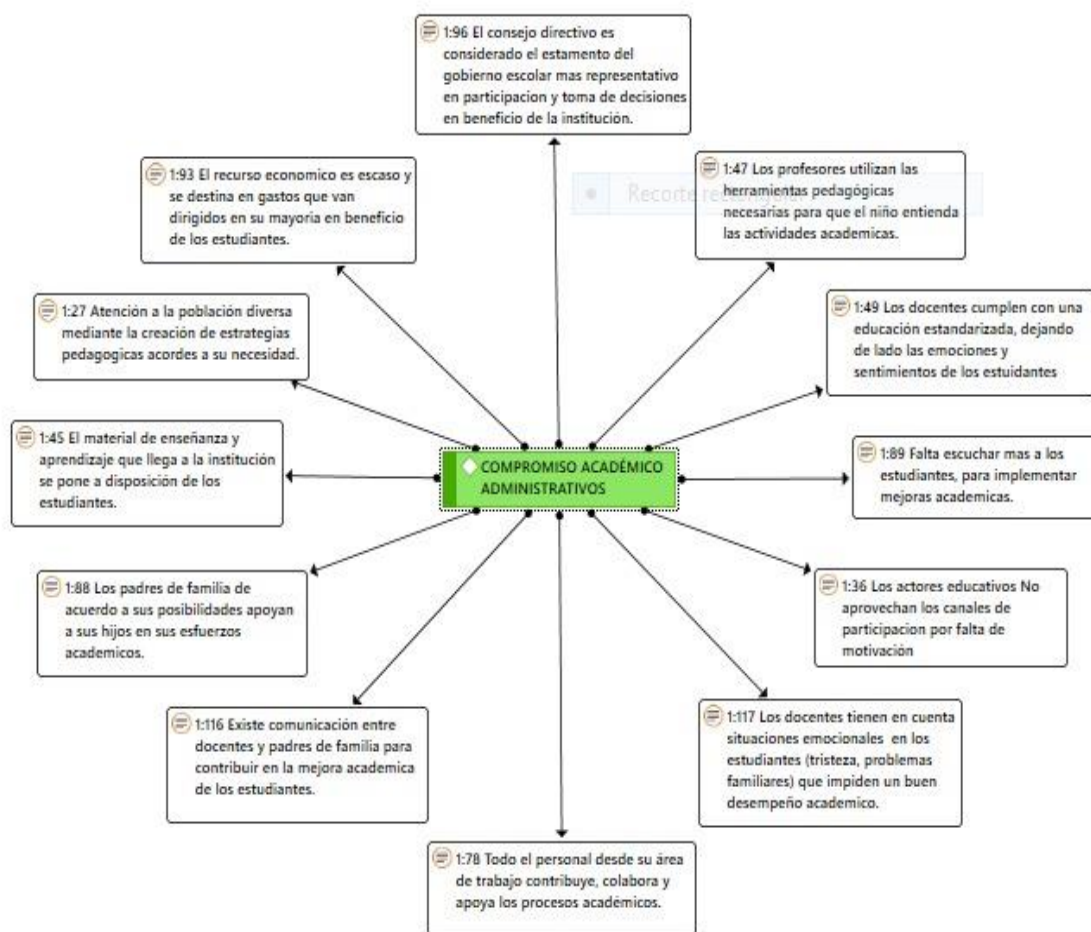 1:96 El consejo directivo es
considerado el estamento del
gobierno escolar mas representativo
en participacion y toma de decisiones
en beneficio de la institución.
1:93 El recurso economico es escaso y
se destina en gastos que van
dirigidos en su mayoria en beneficio
de los estudiantes.
1:47 Los profesores utilizan las
herramientas pedagógicas
necesarias para que el niño entienda
las actividades academicas.
Recorte rectangular
1:27 Atención a la población diversa
mediante la creación de estrategias
pedagogicas acordes a su necesidad.
1:49 Los docentes cumplen con una
educación estandarizada, dejando
de lado las emociones y
sentimientos de los estuidantes
1:45 El material de enseñanza y
aprendizaje que llega a la institución
se pone a disposición de los
estudiantes.
COMPROMISO ACADÉMICO
ADMINISTRATIVOS
1:89 Falta escuchar mas a los
estudiantes, para implementar
mejoras academicas.
1:88 Los padres de familia de
acuerdo a sus posibilidades apoyan
a sus hijos en sus esfuerzos
academicos.
1:36 Los actores educativos No
aprovechan los canales de
participacion por falta de
motivación
1:116 Existe comunicación entre
docentes y padres de familia para
contribuir en la mejora academica
de los estudiantes.
1:117 Los docentes tienen en cuenta
situaciones emocionales en los
estudiantes (tristeza, problemas
familiares) que impiden un buen
desempeño academico.
1:78 Todo el personal desde su área
de trabajo contribuye, colabora y
apoya los procesos académicos.